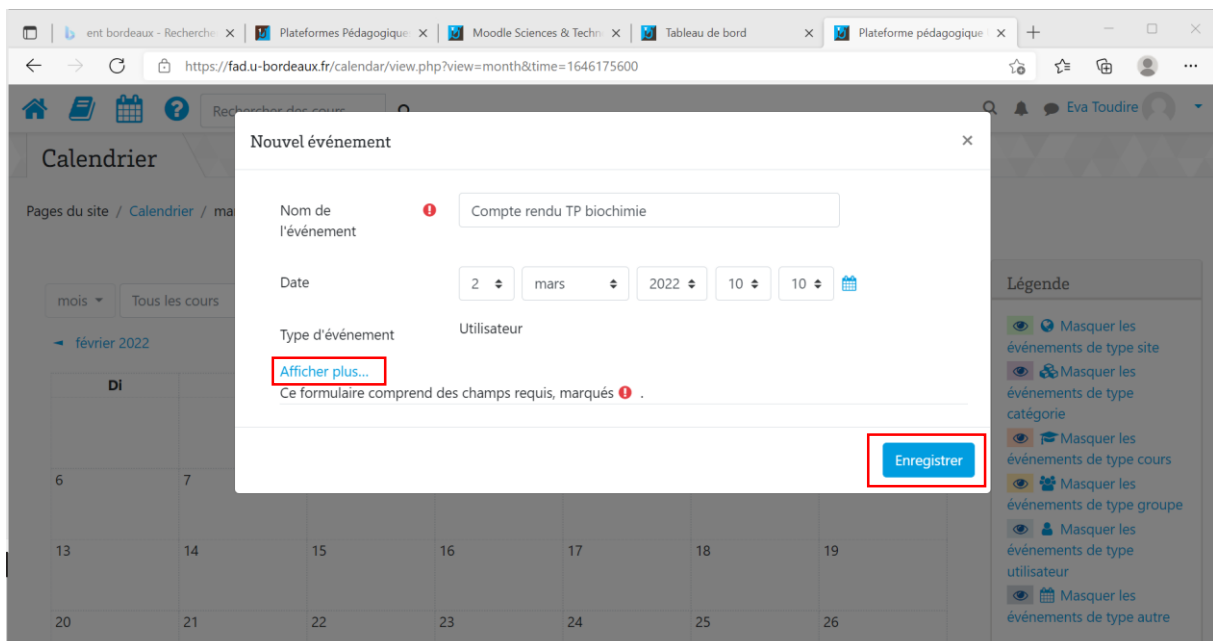 ent bordeaux - Recherche
Plateformes Pédagogique
Moodle Sciences & Techn
Tableau de bord
Plateforme pédagogique
https://fad.u-bordeaux.fr/calendar/view.php?view=month&time=1646175600
Rechercher des cours
Eva Toudire
Calendrier
Pages du site / Calendrier / ma
Nouvel événement
Nom de
l'événement
Compte rendu TP biochimie
Date
2 mars 2022 10 10
Type d'événement
Utilisateur
Afficher plus...
Ce formulaire comprend des champs requis, marqués .
Enregistrer
mois
Tous les cours
février 2022
Di
6 7
13 14 15 16 17 18 19
20 21 22 23 24 25 26
Légende
Masquer les
événements de type site
Masquer les
événements de type
catégorie
Masquer les
événements de type cours
Masquer les
événements de type groupe
Masquer les
événements de type
utilisateur
Masquer les
événements de type autre